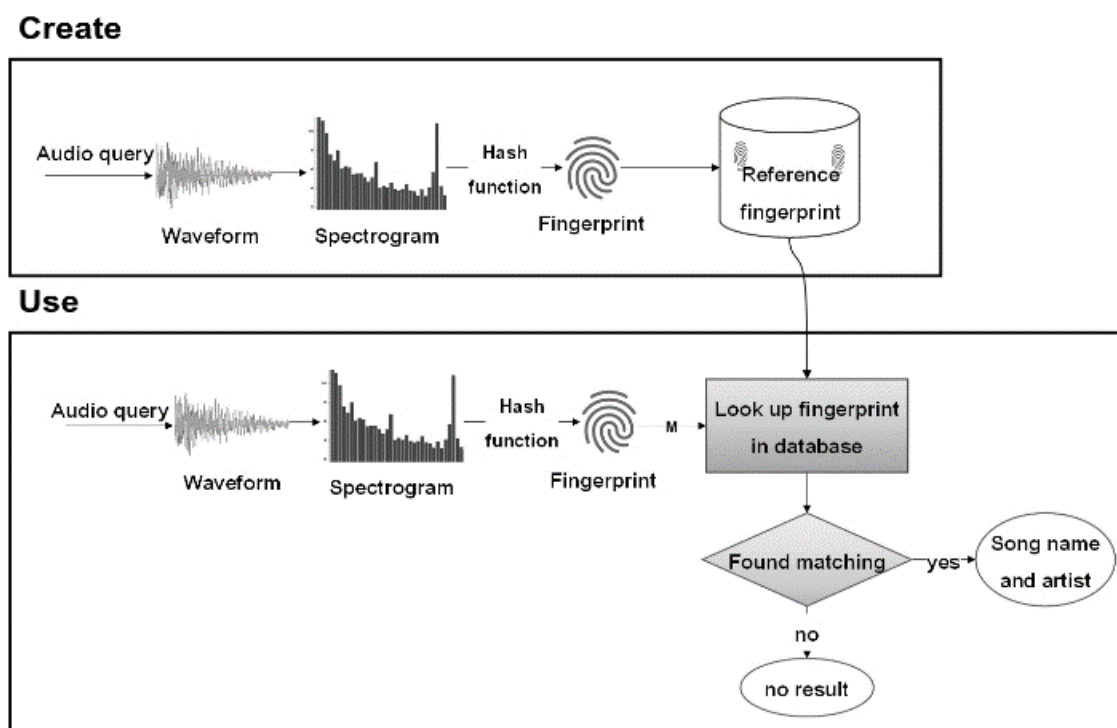 Create
Audio query
Waveform
Spectrogram
Hash
function
Fingerprint
Reference
fingerprint
Use
Audio query
Waveform
Spectrogram
Hash
function
Fingerprint
M
Look up fingerprint
in database
Found matching
yes
Song name
and artist
no
no result